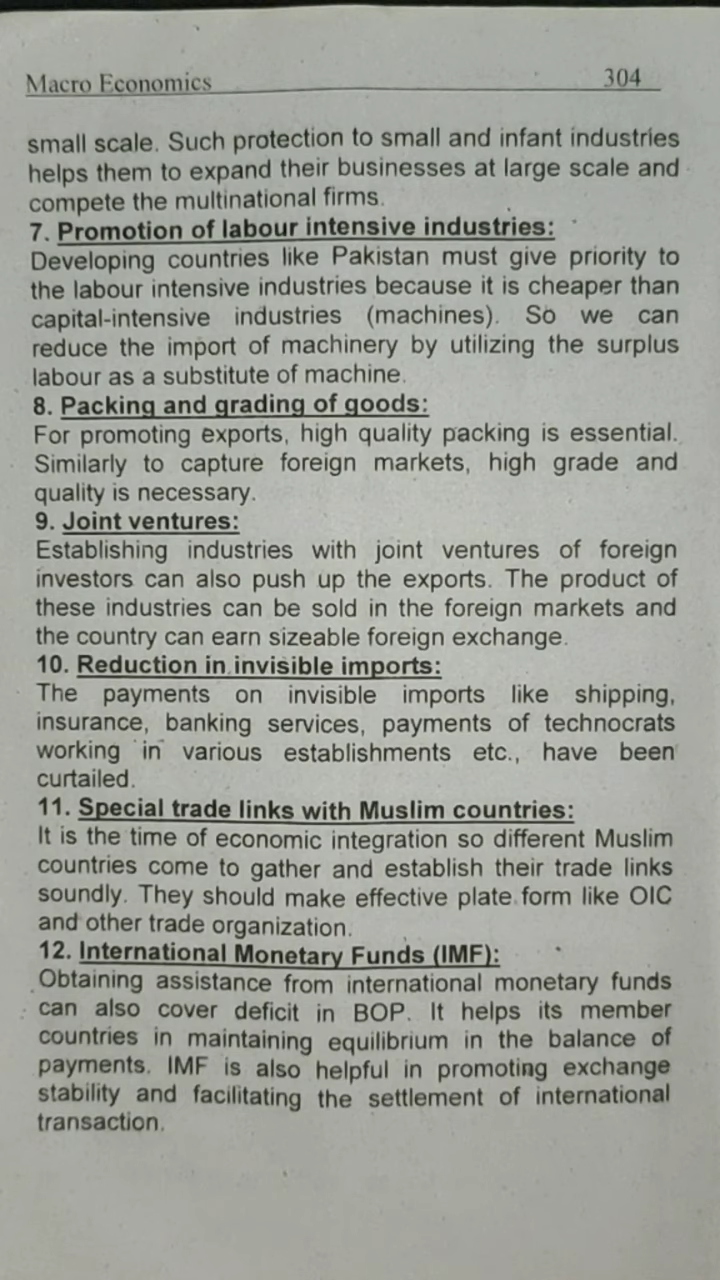 Macro Economics 304
small scale. Such protection to small and infant industries
helps them to expand their businesses at large scale and
compete the multinational firms.
7. Promotion of labour intensive industries:
Developing countries like Pakistan must give priority to
the labour intensive industries because it is cheaper than
capital-intensive industries (machines). So we can
reduce the import of machinery by utilizing the surplus
labour as a substitute of machine.
8. Packing and grading of goods:
For promoting exports, high quality packing is essential.
Similarly to capture foreign markets, high grade and
quality is necessary.
9. Joint ventures:
Establishing industries with joint ventures of foreign
investors can also push up the exports. The product of
these industries can be sold in the foreign markets and
the country can earn sizeable foreign exchange.
10. Reduction in invisible imports:
The payments on invisible imports like shipping,
insurance, banking services, payments of technocrats
working in various establishments etc., have been
curtailed.
11. Special trade links with Muslim countries:
It is the time of economic integration so different Muslim
countries come to gather and establish their trade links
soundly. They should make effective plate form like OIC
and other trade organization.
12. International Monetary Funds (IMF):
Obtaining assistance from international monetary funds
can also cover deficit in BOP. It helps its member
countries in maintaining equilibrium in the balance of
payments. IMF is also helpful in promoting exchange
stability and facilitating the settlement of international
transaction.